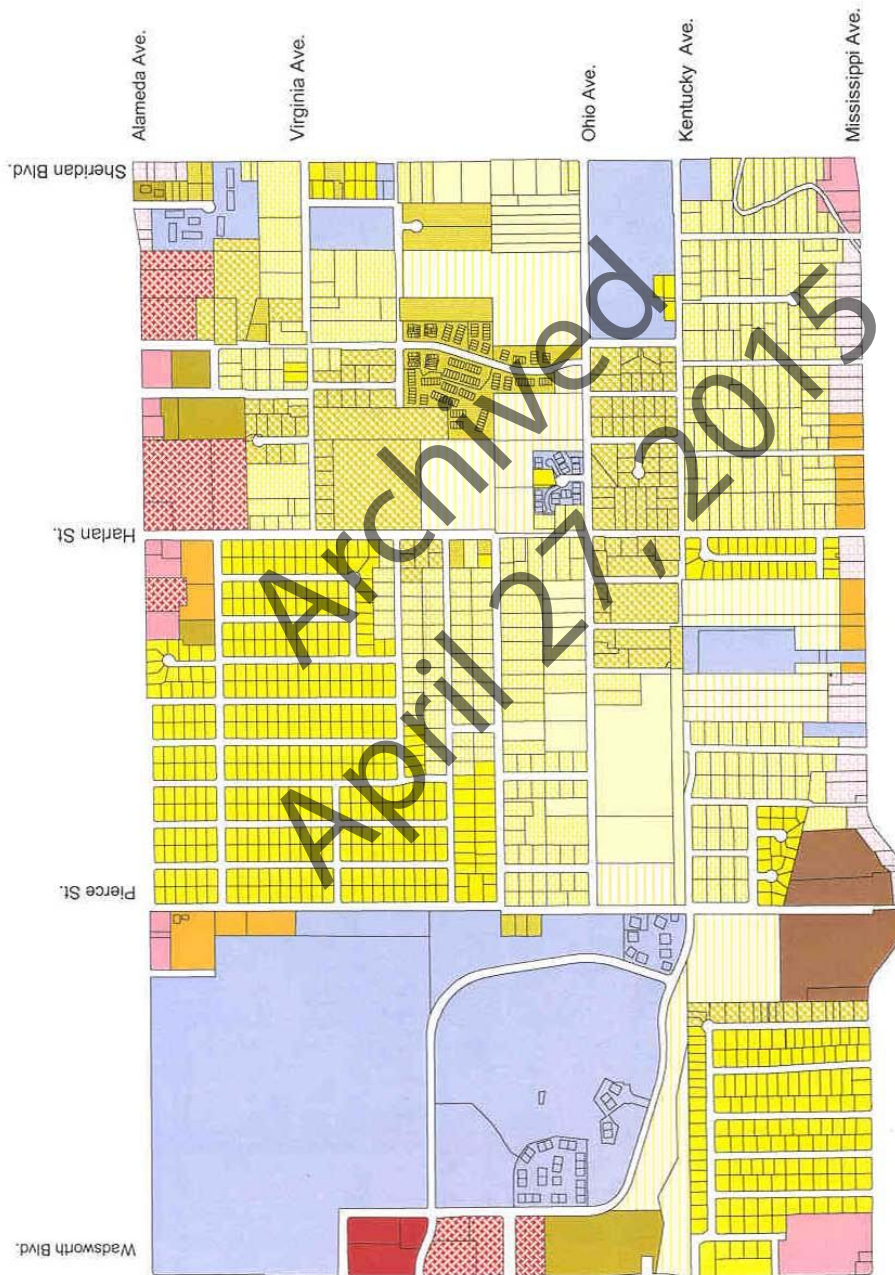 Alameda Ave.
Virginia Ave.
Ohio Ave.
Kentucky Ave.
Mississippi Ave.
Sheridan Blvd.
Harlan St.
Pierce St.
Wadsworth Blvd.
Archived
April 27, 2015